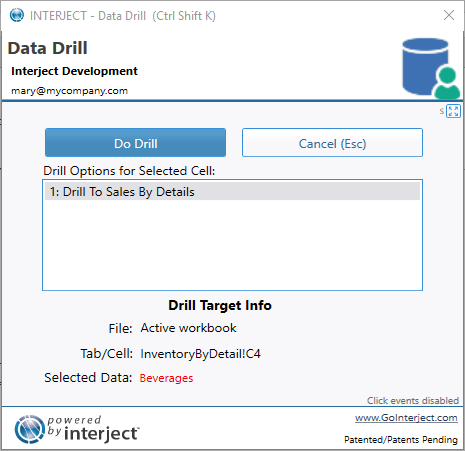 INTERJECT - Data Drill  (Ctrl Shift K)
Data Drill
Interject Development
mary@mycompany.com
s
Do Drill
Cancel (Esc)
Drill Options for Selected Cell:
1: Drill To Sales By Details
Drill Target Info
File: Active workbook
Tab/Cell: InventoryByDetail!C4
Selected Data: Beverages
Click events disabled
powered by interject
www.GoInterject.com
Patented/Patents Pending